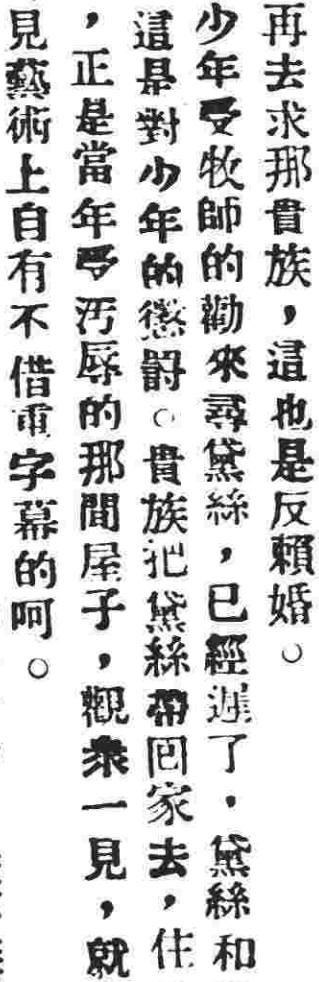 再去求那貴族，這也是反賴婚。
少年受牧師的勸來尋黛絲，已經遲了．黛絲和
這是對少年的懲罸。貴族把黛絲帶回家去，住
，正是當年受汚辱的那間屋子，觀衆一見，就
見藝術上自有不借重字幕的呵。